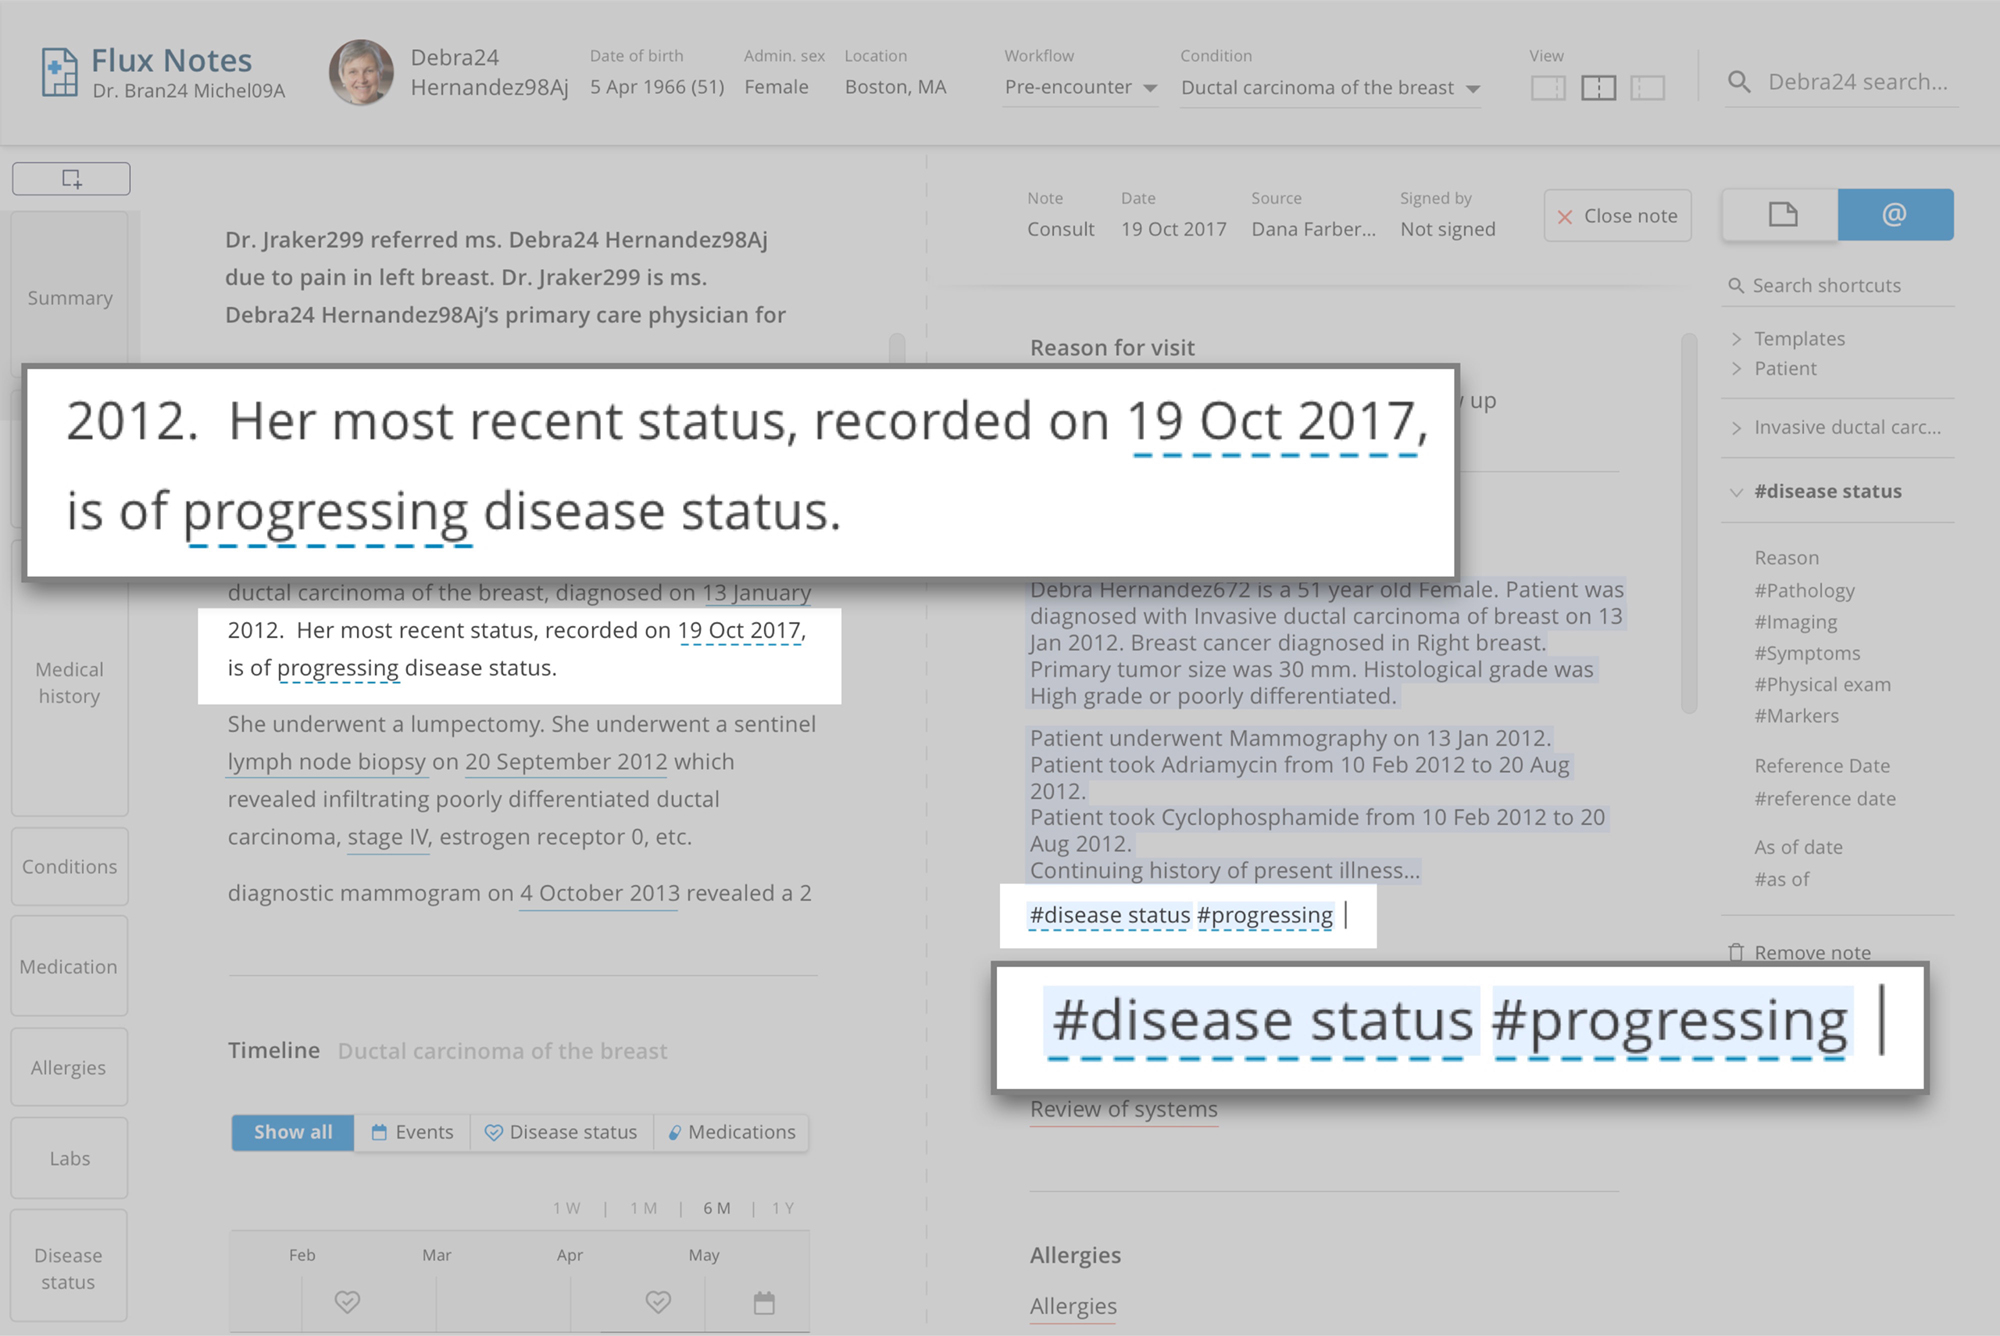 Flux Notes
Dr. Bran24 Michel09A
Debra24
Hernandez98Aj
Date of birth
5 Apr 1966 (51)
Admin. sex
Female
Location
Boston, MA
Workflow
Pre-encounter
Condition
Ductal carcinoma of the breast
View
Debra24 search...
Summary
Medical
history
Conditions
Medication
Allergies
Labs
Disease
status
Dr. Jraker299 referred ms. Debra24 Hernandez98Aj
due to pain in left breast. Dr. Jraker299 is ms.
Debra24 Hernandez98Aj’s primary care physician for
2012.  Her most recent status, recorded on 19 Oct 2017,
is of progressing disease status.
ductal carcinoma of the breast, diagnosed on 13 January
2012.  Her most recent status, recorded on 19 Oct 2017,
is of progressing disease status.
She underwent a lumpectomy. She underwent a sentinel
lymph node biopsy on 20 September 2012 which
revealed infiltrating poorly differentiated ductal
carcinoma, stage IV, estrogen receptor 0, etc.
diagnostic mammogram on 4 October 2013 revealed a 2
Timeline Ductal carcinoma of the breast
Show all
Events
Disease status
Medications
1 W | 1 M | 6 M | 1 Y
Feb
Mar
Apr
May
Note
Consult
Date
19 Oct 2017
Source
Dana Farber...
Signed by
Not signed
Close note
Reason for visit
up
Debra Hernandez672 is a 51 year old Female. Patient was
diagnosed with Invasive ductal carcinoma of breast on 13
Jan 2012. Breast cancer diagnosed in Right breast.
Primary tumor size was 30 mm. Histological grade was
High grade or poorly differentiated.
Patient underwent Mammography on 13 Jan 2012.
Patient took Adriamycin from 10 Feb 2012 to 20 Aug
2012.
Patient took Cyclophosphamide from 10 Feb 2012 to 20
Aug 2012.
Continuing history of present illness...
#disease status #progressing
#disease status #progressing
Review of systems
Allergies
Allergies
@
Search shortcuts
Templates
Patient
Invasive ductal carc...
#disease status
Reason
#Pathology
#Imaging
#Symptoms
#Physical exam
#Markers
Reference Date
#reference date
As of date
#as of
Remove note